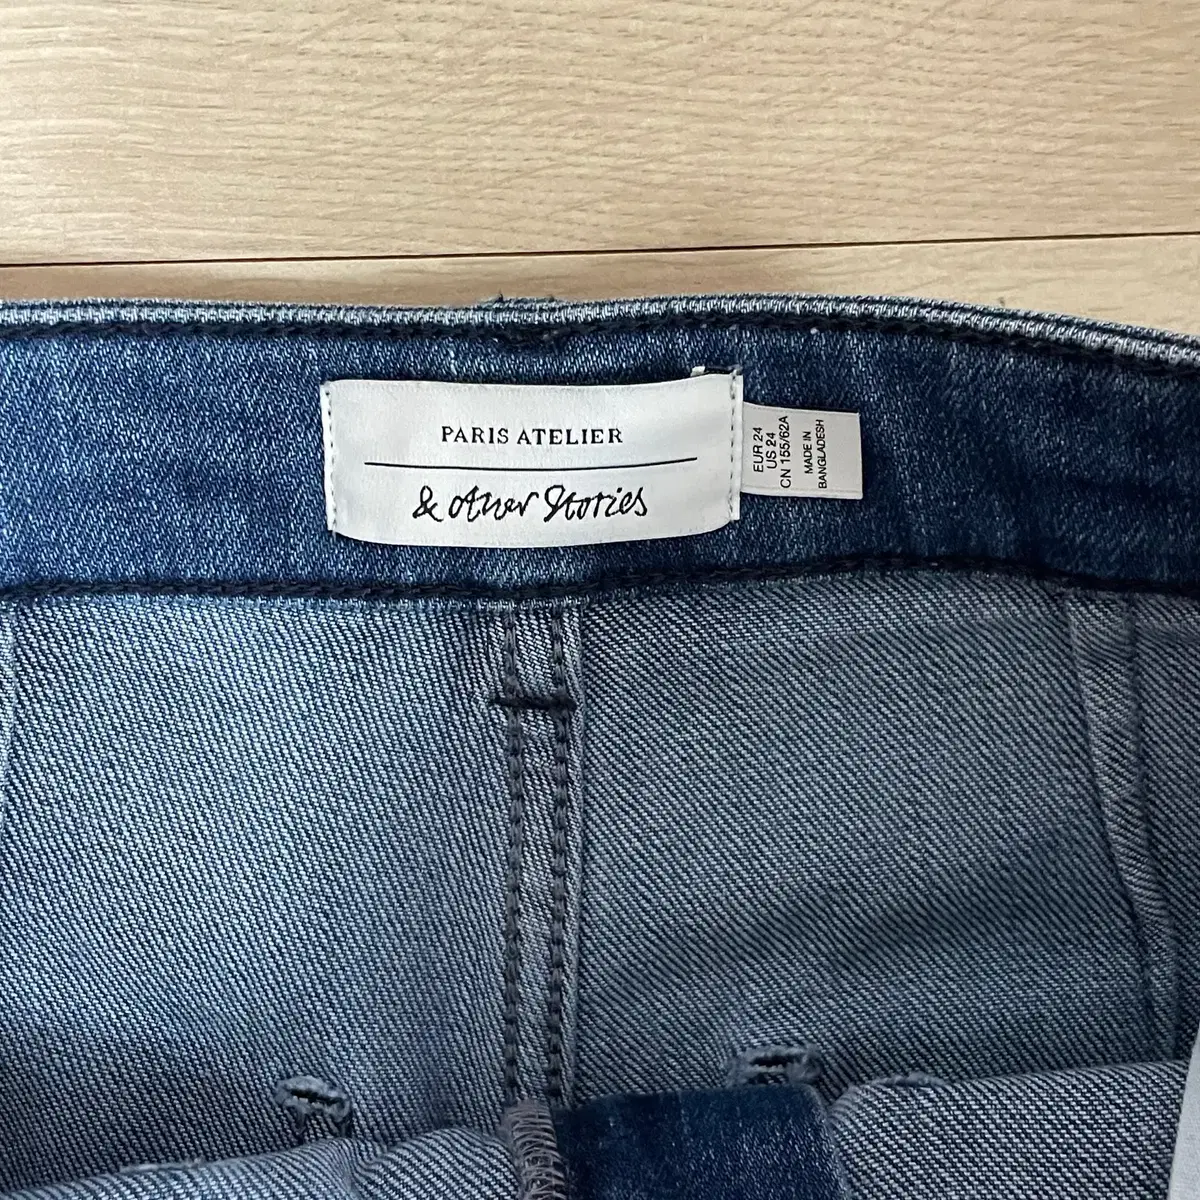 PARIS ATELIER
& other Stories
EUR 24
US 24
CN 155/62A
MADE IN
BANGLADESH